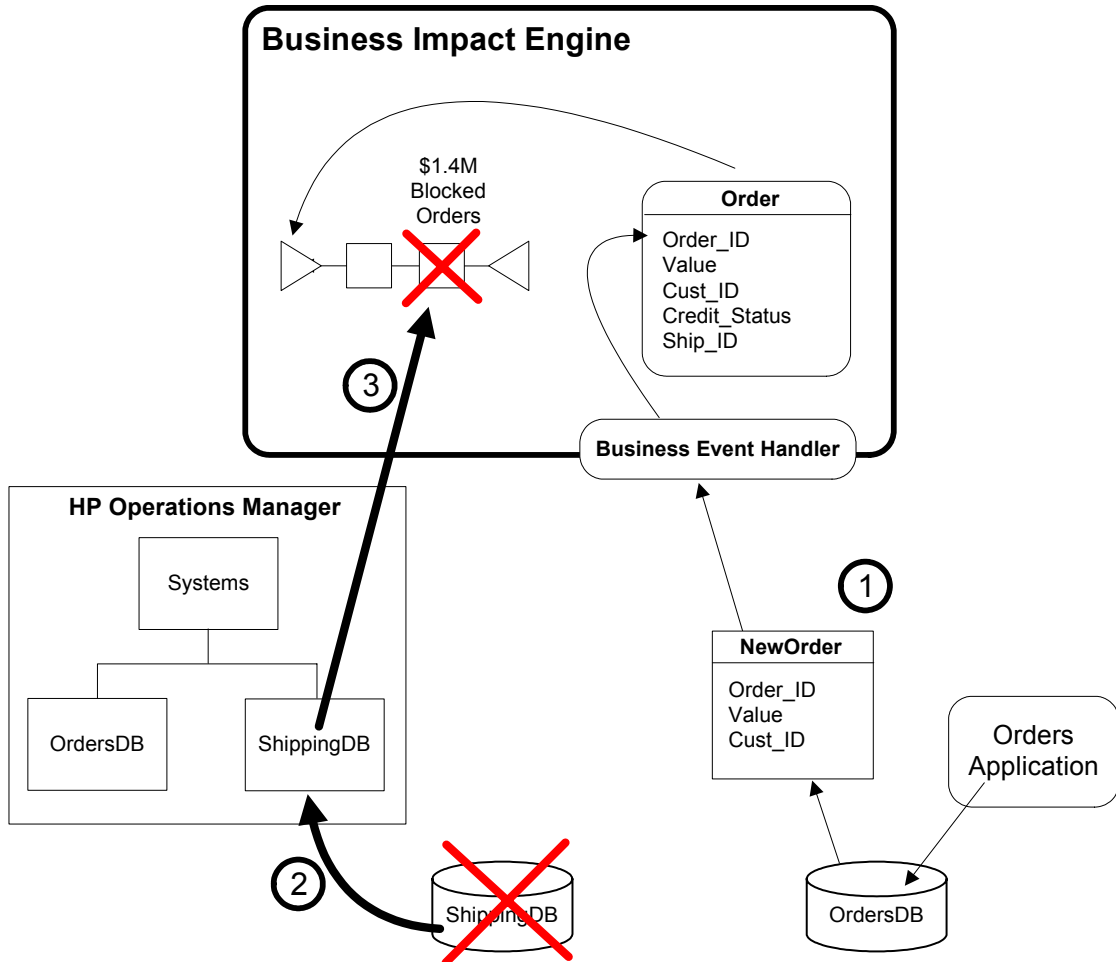 Business Impact Engine
$1.4M
Blocked
Orders
Order
Order_ID
Value
Cust_ID
Credit_Status
Ship_ID
3
Business Event Handler
HP Operations Manager
Systems
OrdersDB
ShippingDB
1
NewOrder
Order_ID
Value
Cust_ID
Orders
Application
2
ShippingDB
OrdersDB